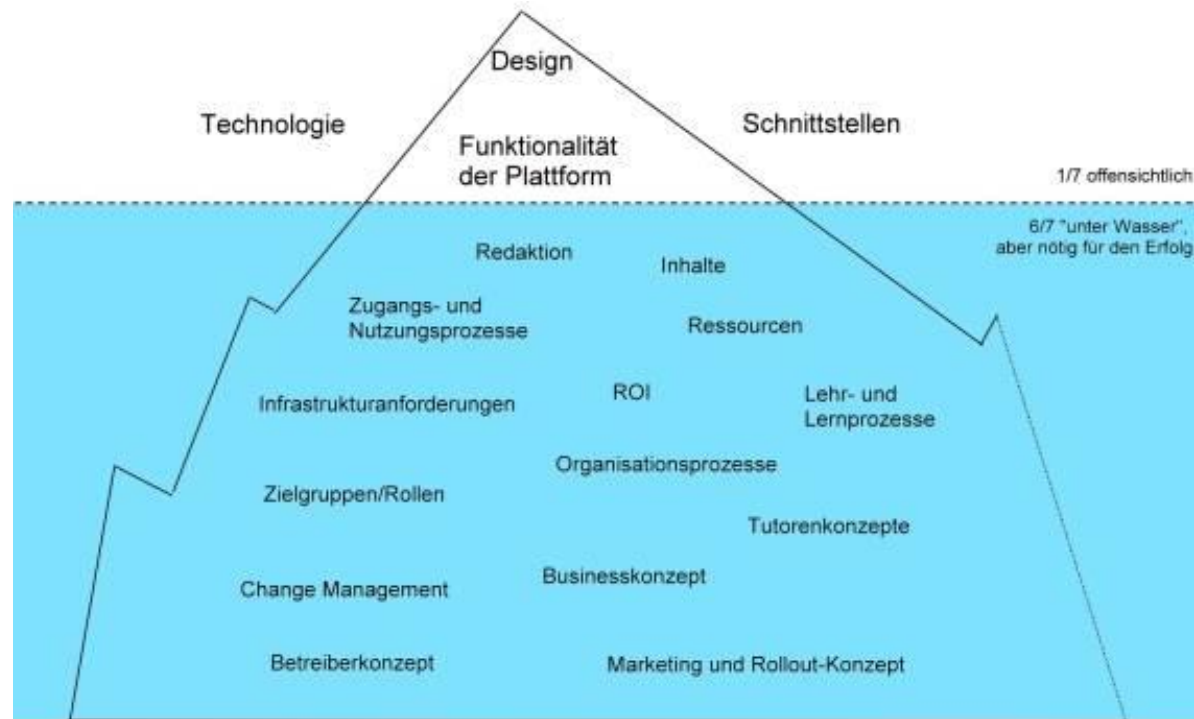 Design
Technologie
Schnittstellen
Funktionalität
der Plattform
1/7 offensichtlich
6/7 "unter Wasser",
aber nötig für den Erfolg
Redaktion
Inhalte
Zugangs- und
Nutzungsprozesse
Ressourcen
ROI
Lehr- und
Lernprozesse
Infrastrukturanforderungen
Organisationsprozesse
Zielgruppen/Rollen
Tutorenkonzepte
Businesskonzept
Change Management
Betreiberkonzept
Marketing und Rollout-Konzept